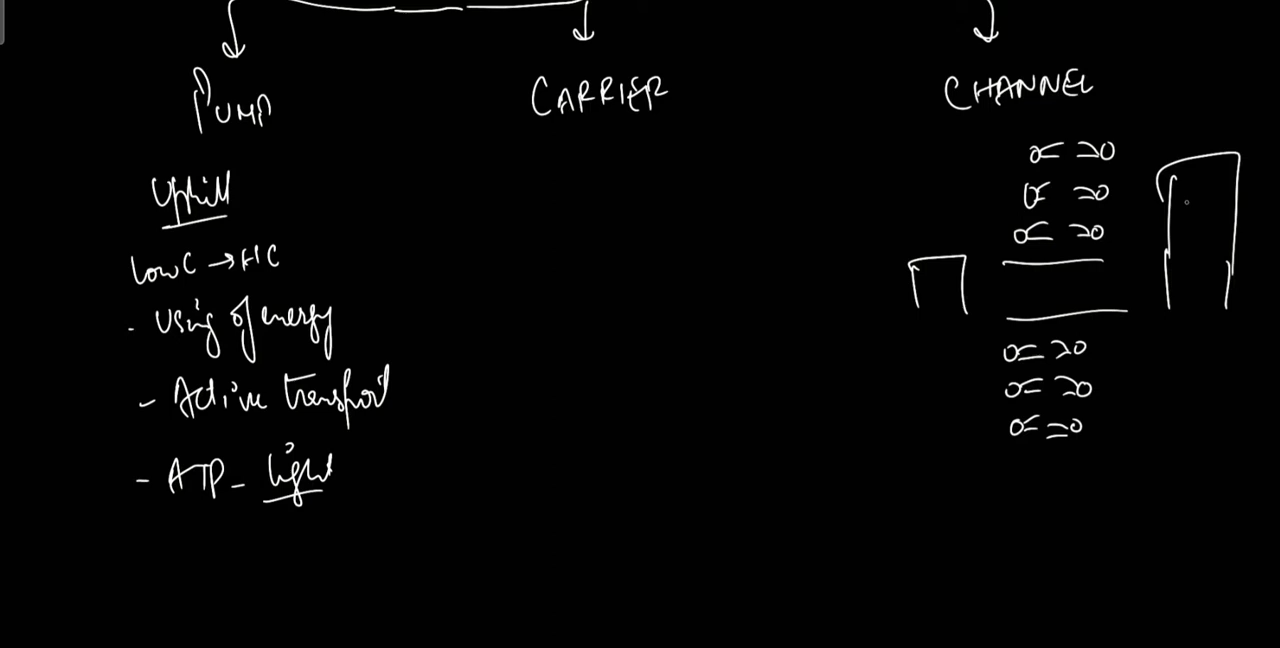 PUMP CARRIER CHANNEL
Uphill
Low C → H C
- Using of energy
- Active transport
- ATP - light